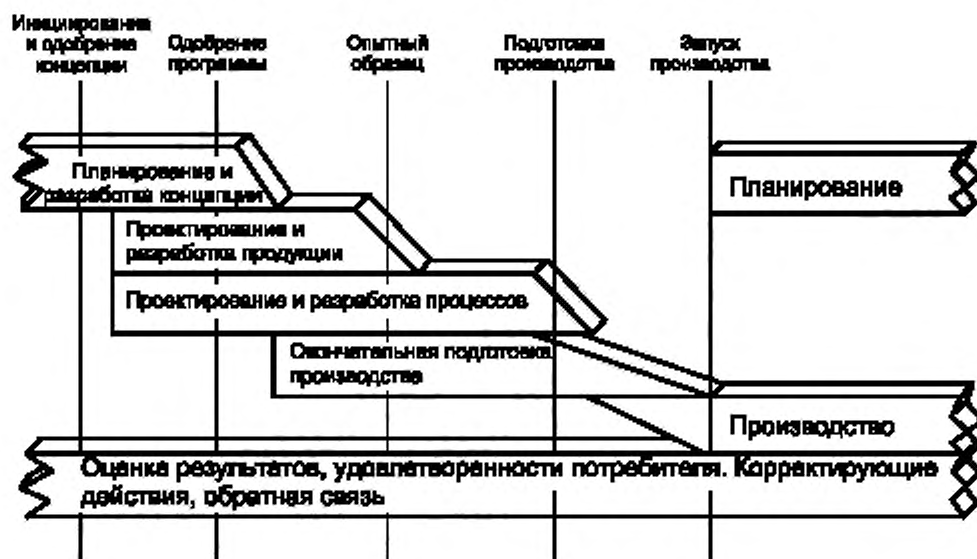 Инициирование
и одобрение
концепции
Одобрение
программы
Опытный
образец
Подготовка
производства
Запуск
производства
Планирование и
разработка концепции
Планирование
Проектирование и
разработка продукции
Проектирование и разработка процессов
Окончательная подготовка
производства
Производство
Оценка результатов, удовлетворенности потребителя. Корректирующие
действия, обратная связь